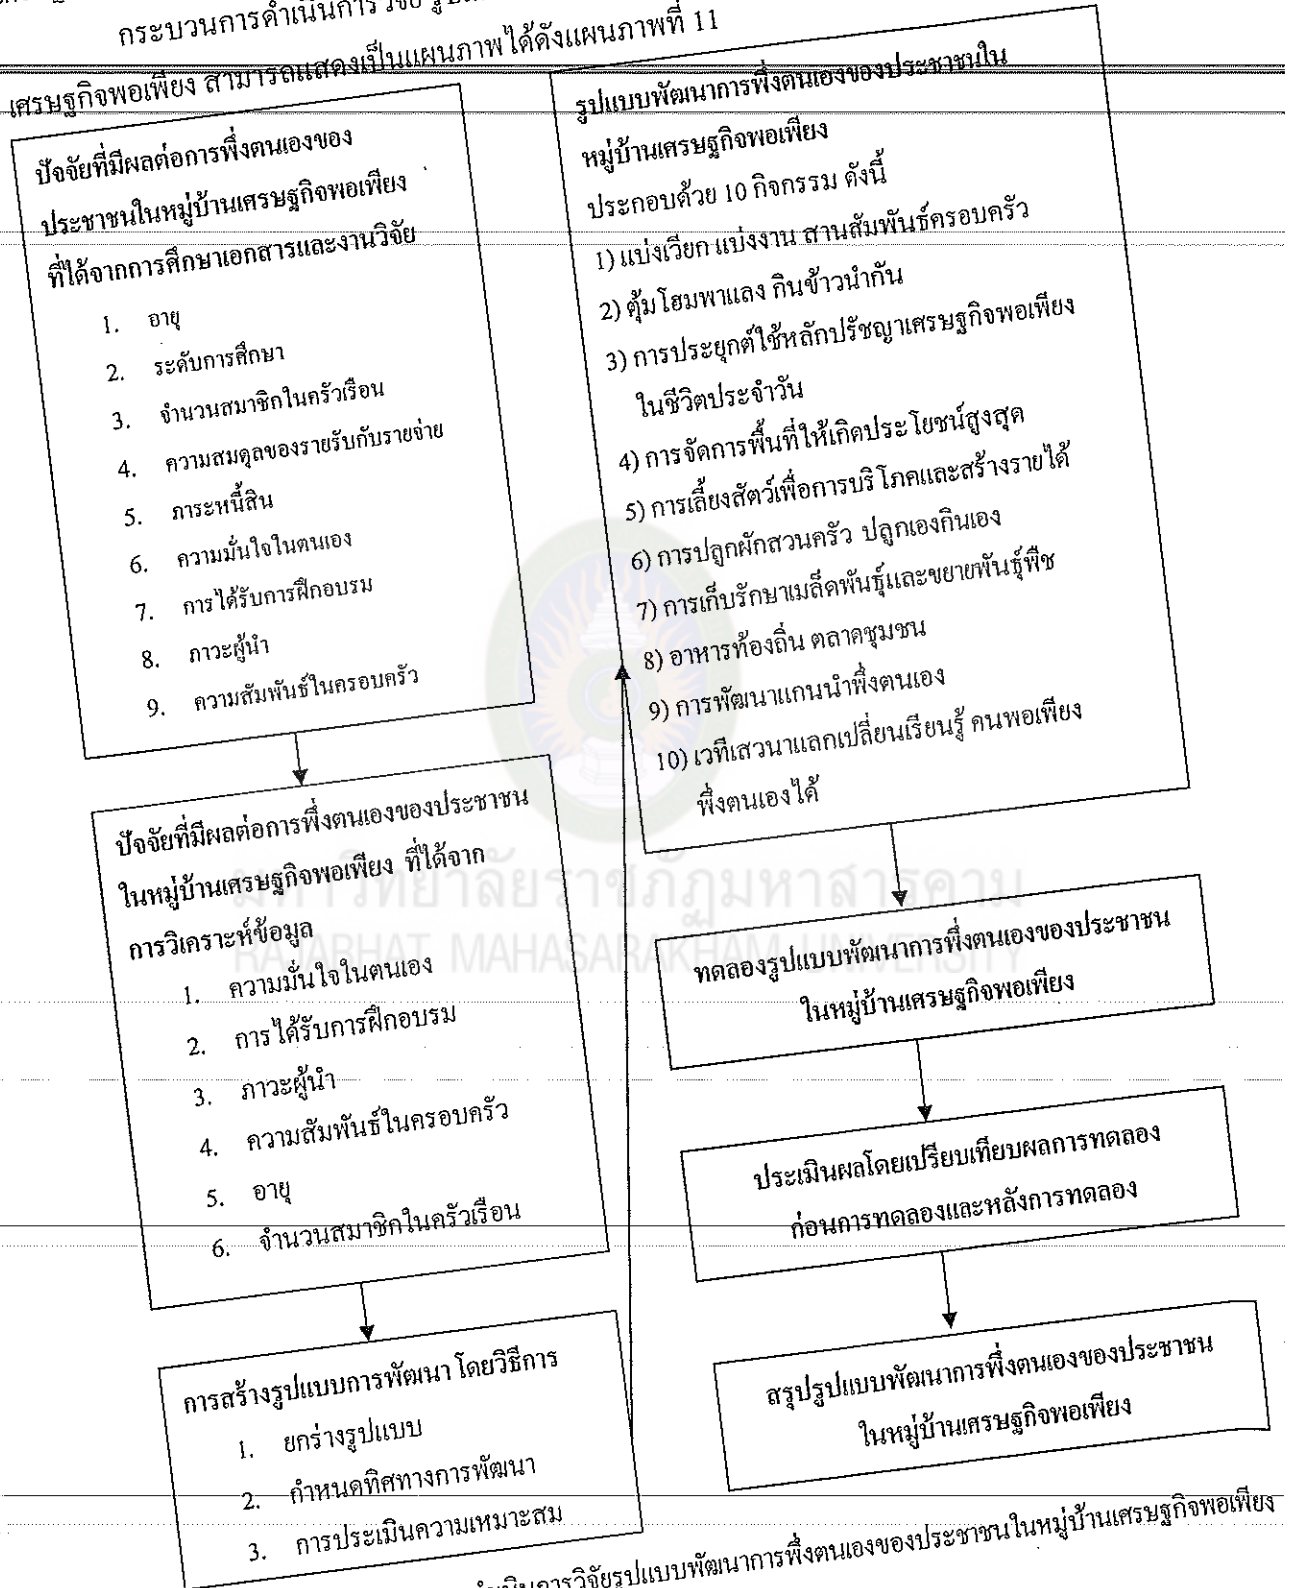 กระบวนการดำเนินการวิจัย
เศรษฐกิจพอเพียง สามารถแสดงเป็นแผนภาพได้ดังแผนภาพที่ 11
ปัจจัยที่มีผลต่อการพึ่งตนเองของ
ประชาชนในหมู่บ้านเศรษฐกิจพอเพียง
ที่ได้จากการศึกษาเอกสารและงานวิจัย
1. อายุ
2. ระดับการศึกษา
3. จำนวนสมาชิกในครัวเรือน
4. ความสมดุลของรายรับกับรายจ่าย
5. ภาระหนี้สิน
6. ความมั่นใจในตนเอง
7. การได้รับการฝึกอบรม
8. ภาวะผู้นำ
9. ความสัมพันธ์ในครอบครัว
ปัจจัยที่มีผลต่อการพึ่งตนเองของประชาชน
ในหมู่บ้านเศรษฐกิจพอเพียง ที่ได้จาก
การวิเคราะห์ข้อมูล
1. ความมั่นใจในตนเอง
2. การได้รับการฝึกอบรม
3. ภาวะผู้นำ
4. ความสัมพันธ์ในครอบครัว
5. อายุ
6. จำนวนสมาชิกในครัวเรือน
การสร้างรูปแบบการพัฒนา โดยวิธีการ
1. ยกร่างรูปแบบ
2. กำหนดทิศทางการพัฒนา
3. การประเมินความเหมาะสม
รูปแบบพัฒนาการพึ่งตนเองของประชาชนใน
หมู่บ้านเศรษฐกิจพอเพียง
ประกอบด้วย 10 กิจกรรม ดังนี้
1) แบ่งเวียก แบ่งงาน สานสัมพันธ์ครอบครัว
2) ตุ้มโฮมพาแลง กินข้าวนำกัน
3) การประยุกต์ใช้หลักปรัชญาเศรษฐกิจพอเพียง
ในชีวิตประจำวัน
4) การจัดการพื้นที่ให้เกิดประโยชน์สูงสุด
5) การเลี้ยงสัตว์เพื่อการบริโภคและสร้างรายได้
6) การปลูกผักสวนครัว ปลูกเองกินเอง
7) การเก็บรักษาเมล็ดพันธุ์และขยายพันธุ์พืช
8) อาหารท้องถิ่น ตลาดชุมชน
9) การพัฒนาแกนนำพึ่งตนเอง
10) เวทีเสวนาแลกเปลี่ยนเรียนรู้ คนพอเพียง
พึ่งตนเองได้
ทดลองรูปแบบพัฒนาการพึ่งตนเองของประชาชน
ในหมู่บ้านเศรษฐกิจพอเพียง
ประเมินผลโดยเปรียบเทียบผลการทดลอง
ก่อนการทดลองและหลังการทดลอง
สรุปรูปแบบพัฒนาการพึ่งตนเองของประชาชน
ในหมู่บ้านเศรษฐกิจพอเพียง
การวิจัยรูปแบบพัฒนาการพึ่งตนเองของประชาชนในหมู่บ้านเศรษฐกิจพอเพียง
มหาวิทยาลัยราชภัฏมหาสารคาม
RAJABHAT MAHASARAKHAM UNIVERSITY